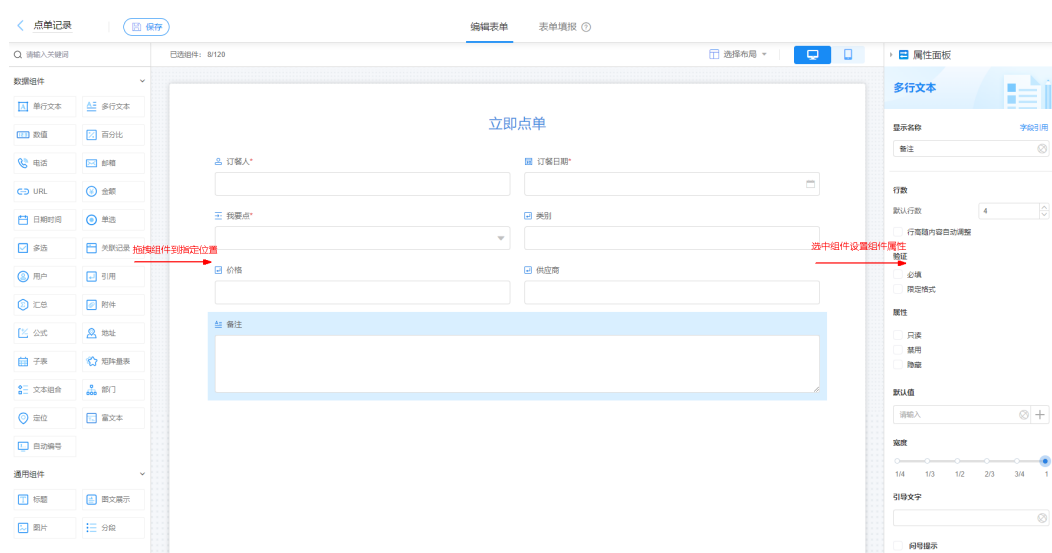 点单记录
保存
编辑表单
表单填报
请输入关键词
已选组件: 8/120
选择布局
属性面板
数据组件
单行文本
多行文本
数值
百分比
电话
邮箱
URL
金额
日期时间
单选
多选
关联记录
用户
引用
汇总
附件
公式
地址
子表
矩阵量表
文本组合
部门
定位
富文本
自动编号
通用组件
标题
图文展示
图片
分段
拖拽组件到指定位置
立即点单
订餐人*
订餐日期*
我要点*
类别
价格
供应商
备注
选中组件设置组件属性
多行文本
显示名称
字段引用
备注
行数
默认行数
4
行高随内容自动调整
验证
必填
限定格式
属性
只读
禁用
隐藏
默认值
请输入
宽度
1/4 1/3 1/2 2/3 3/4 1
引导文字
问号提示